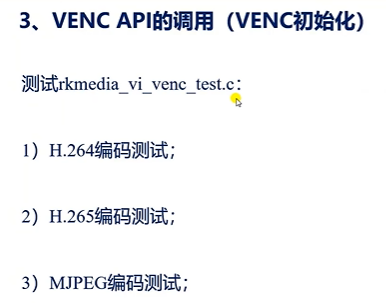 3、VENC API的调用（VENC初始化）
测试rkmedia_vi_venc_test.c：
1）H.264编码测试；
2）H.265编码测试；
3）MJPEG编码测试；